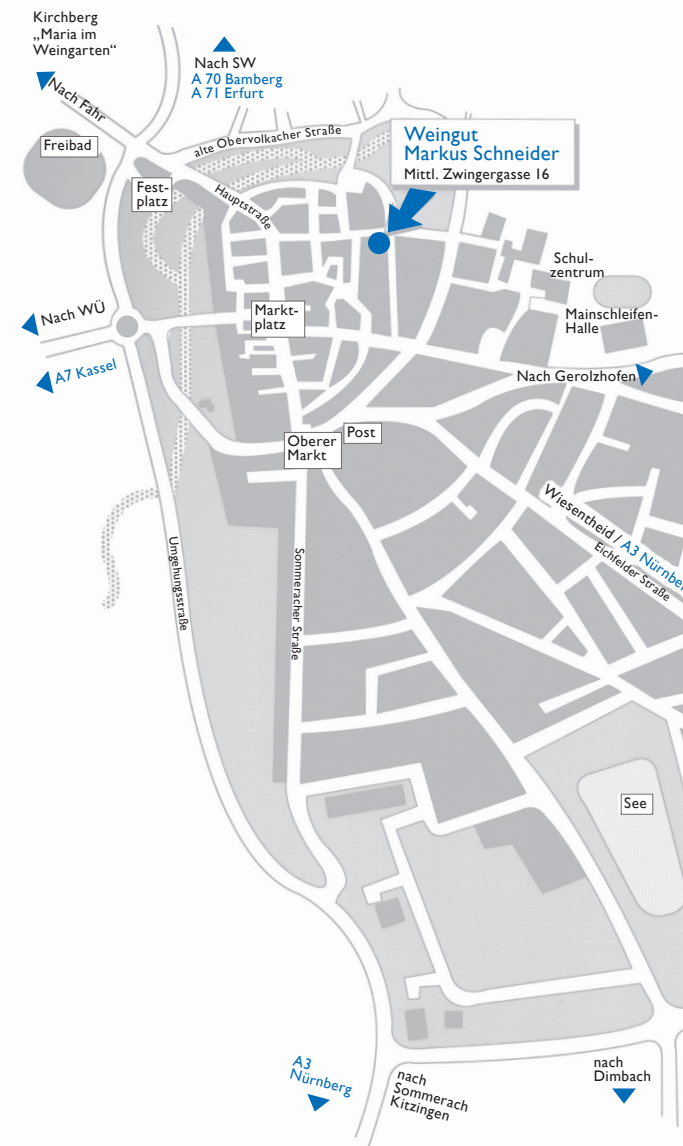 Kirchberg
„Maria im
Weingarten“
Nach Fahr
Nach SW
A 70 Bamberg
A 71 Erfurt
Freibad
alte Obervolkacher Straße
Weingut
Markus Schneider
Mittl. Zwingergasse 16
Fest-
platz
Hauptstraße
Schul-
zentrum
Nach WÜ
Markt-
platz
Mainschleifen-
Halle
A7 Kassel
Nach Gerolzhofen
Post
Oberer
Markt
Wiesentheid / A3 Nürnber
Eichfelder Straße
Umgehungsstraße
Sommeracher Straße
See
A3
Nürnberg
nach
Sommerach
Kitzingen
nach
Dimbach